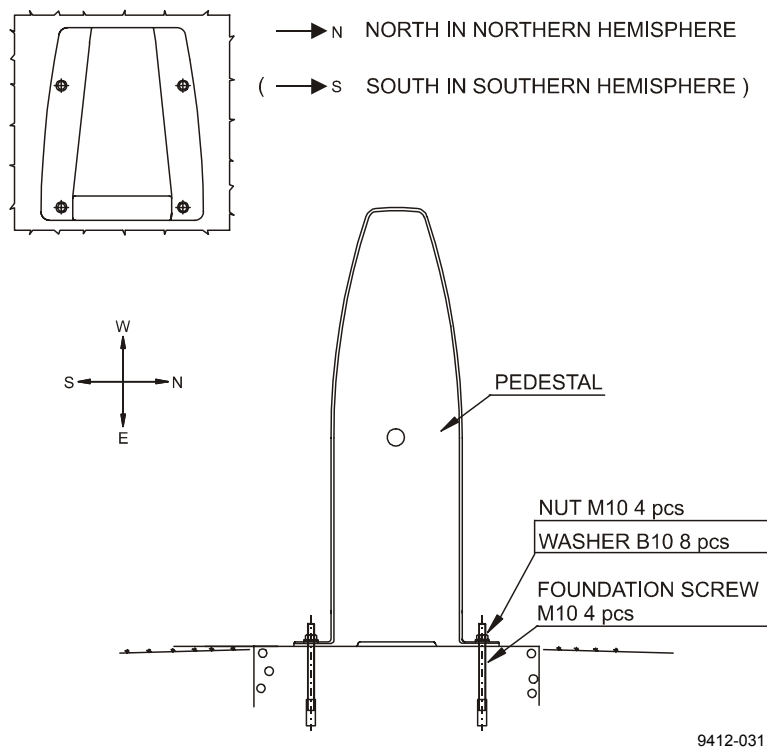 N NORTH IN NORTHERN HEMISPHERE
( S SOUTH IN SOUTHERN HEMISPHERE )
W
S N
E
PEDESTAL
NUT M10 4 pcs
WASHER B10 8 pcs
FOUNDATION SCREW
M10 4 pcs
9412-031